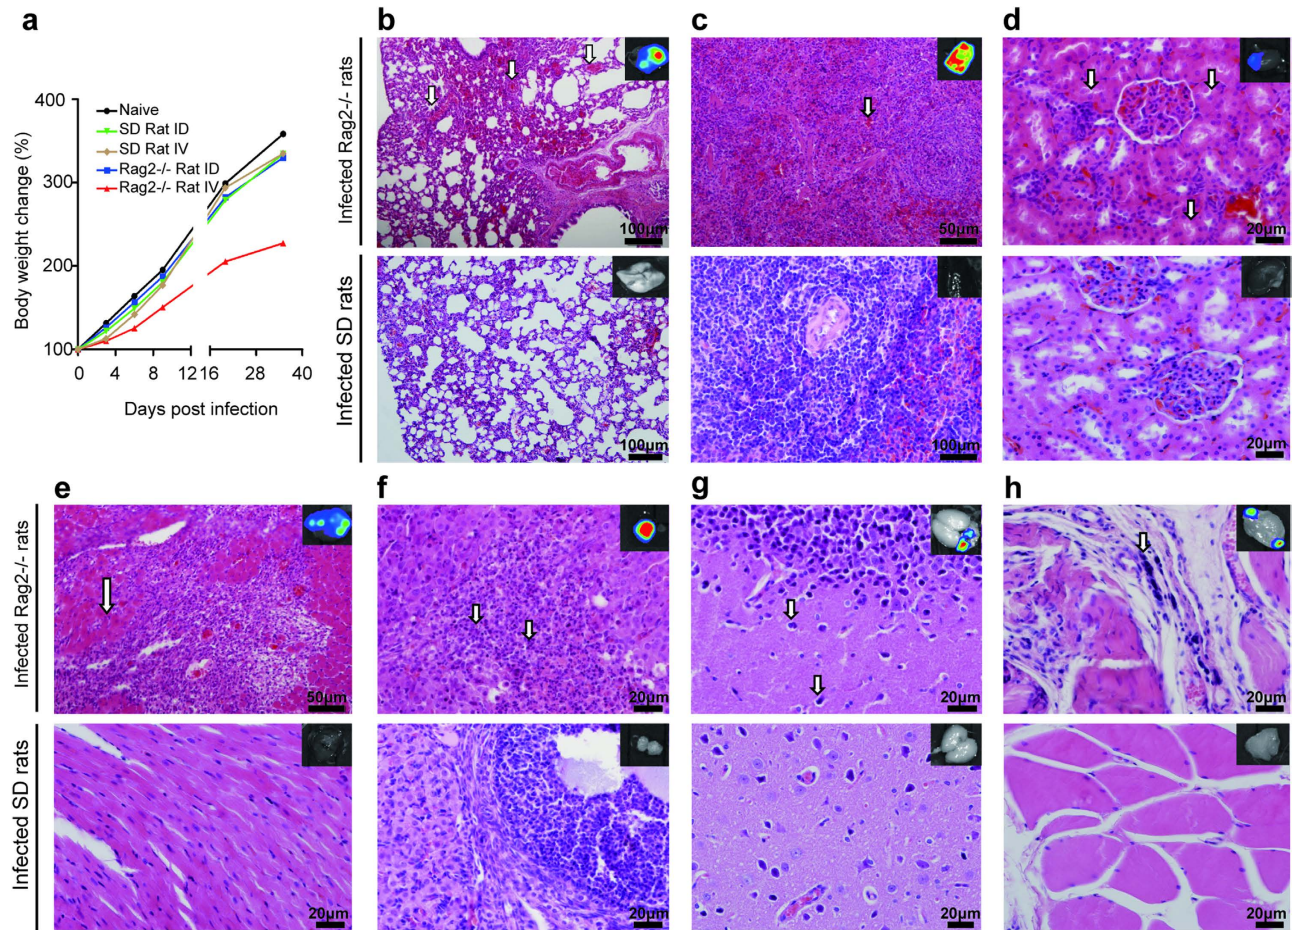 a
b
c
d
Body weight change (%)
400
300
200
100
Naive
SD Rat ID
SD Rat IV
Rag2-/- Rat ID
Rag2-/- Rat IV
0 4 8 12 16 28 40
Days post infection
Infected Rag2-/- rats
100µm
50µm
20µm
Infected SD rats
100µm
100µm
20µm
e
f
g
h
Infected Rag2-/- rats
50µm
20µm
20µm
20µm
Infected SD rats
20µm
20µm
20µm
20µm